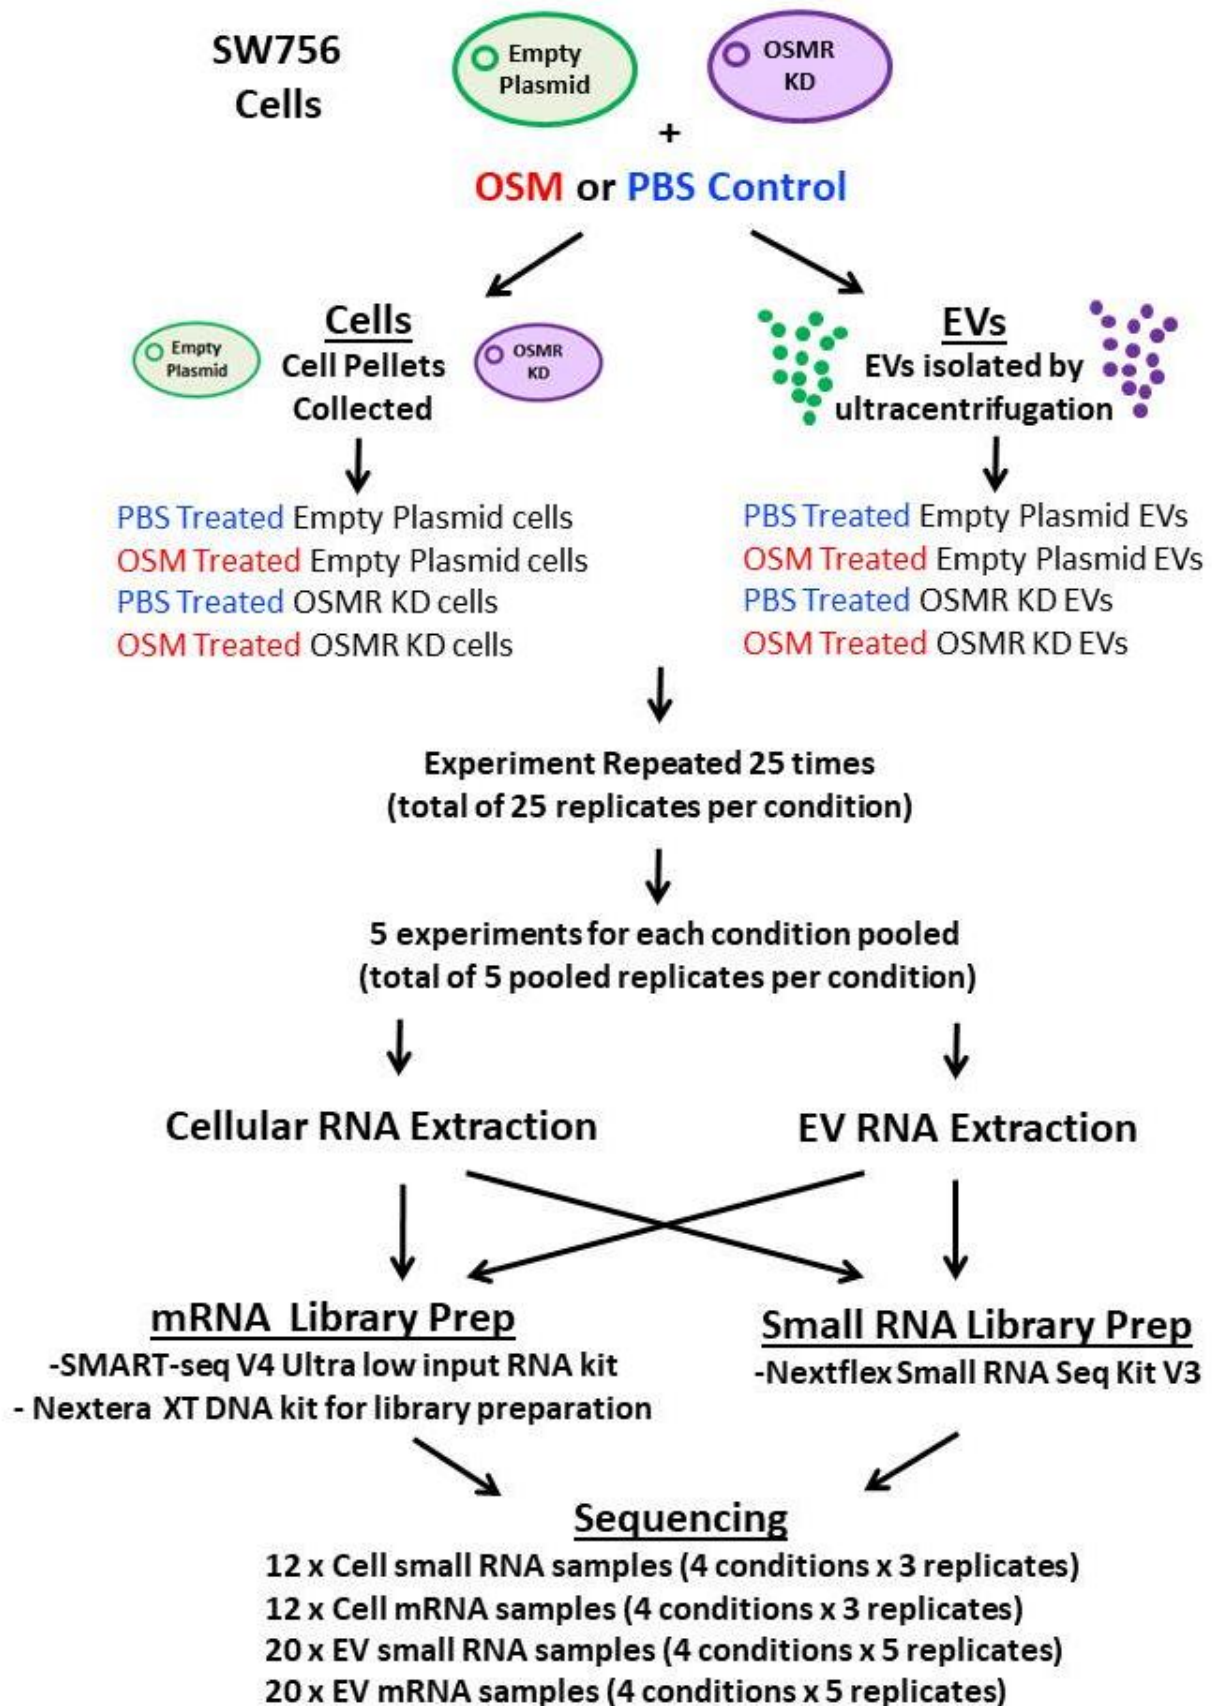 SW756
Cells
Empty
Plasmid
OSMR
KD
+
OSM or PBS Control
Cells
Cell Pellets
Collected
Empty
Plasmid
OSMR
KD
EVs
EVs isolated by
ultracentrifugation
PBS Treated Empty Plasmid cells
OSM Treated Empty Plasmid cells
PBS Treated OSMR KD cells
OSM Treated OSMR KD cells
PBS Treated Empty Plasmid EVs
OSM Treated Empty Plasmid EVs
PBS Treated OSMR KD EVs
OSM Treated OSMR KD EVs
Experiment Repeated 25 times
(total of 25 replicates per condition)
5 experiments for each condition pooled
(total of 5 pooled replicates per condition)
Cellular RNA Extraction
EV RNA Extraction
mRNA Library Prep
-SMART-seq V4 Ultra low input RNA kit
- Nextera XT DNA kit for library preparation
Small RNA Library Prep
-Nextflex Small RNA Seq Kit V3
Sequencing
12 x Cell small RNA samples (4 conditions x 3 replicates)
12 x Cell mRNA samples (4 conditions x 3 replicates)
20 x EV small RNA samples (4 conditions x 5 replicates)
20 x EV mRNA samples (4 conditions x 5 replicates)